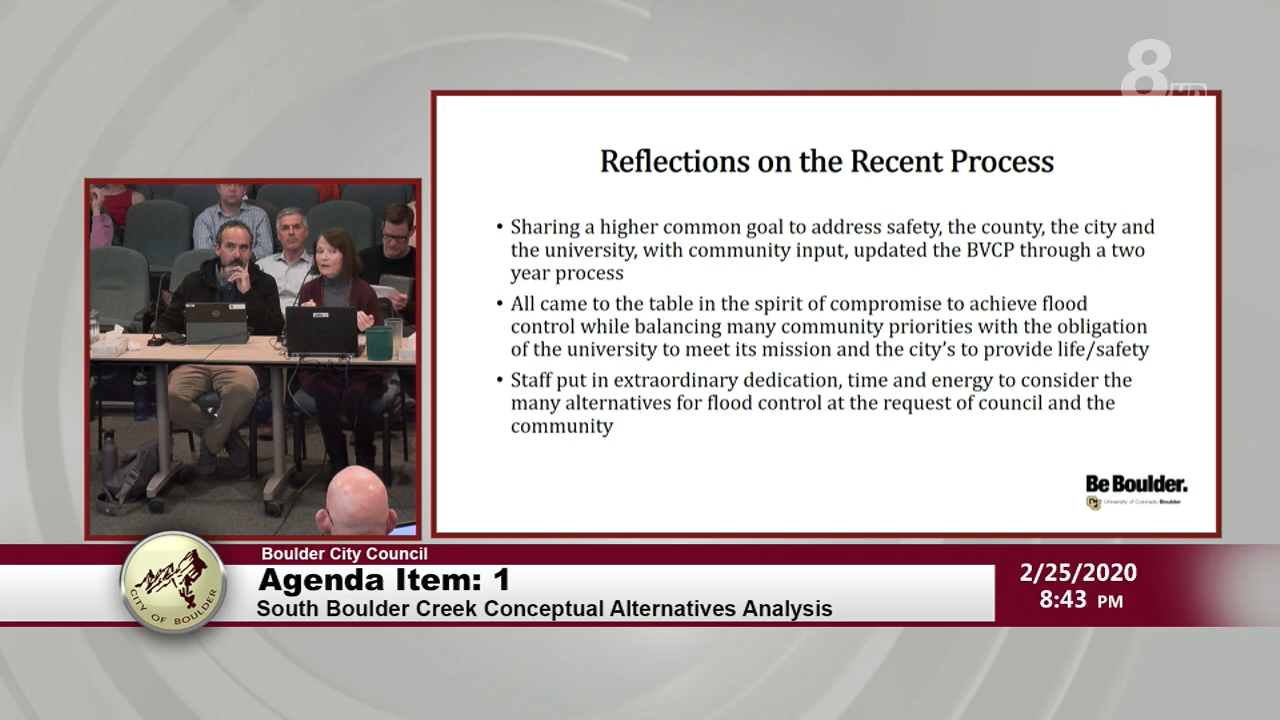 8
HD
Reflections on the Recent Process
• Sharing a higher common goal to address safety, the county, the city and
the university, with community input, updated the BVCP through a two
year process
• All came to the table in the spirit of compromise to achieve flood
control while balancing many community priorities with the obligation
of the university to meet its mission and the city's to provide life/safety
• Staff put in extraordinary dedication, time and energy to consider the
many alternatives for flood control at the request of council and the
community
Be Boulder.
University of Colorado Boulder
Boulder City Council
Agenda Item: 1
South Boulder Creek Conceptual Alternatives Analysis
CITY OF BOULDER
2/25/2020
8:43 PM